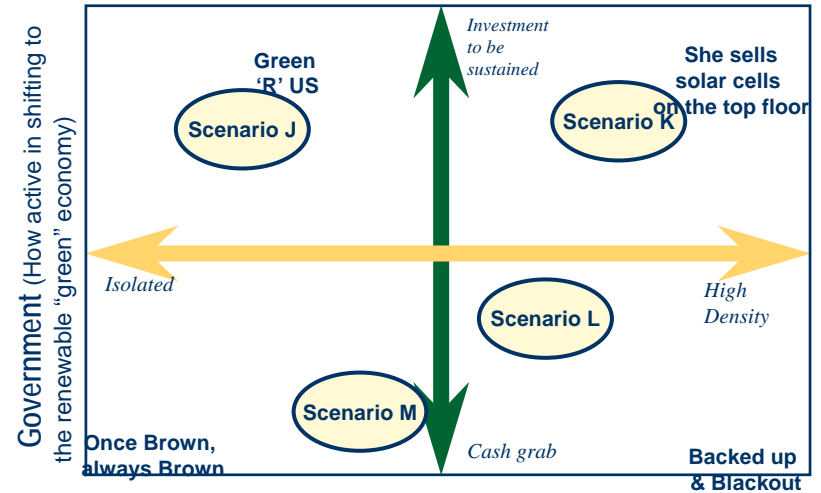 Government (How active in shifting to
the renewable “green” economy)
Investment
to be
sustained
Green
‘R’ US
Scenario J
She sells
solar cells
on the top floor
Scenario K
Isolated
High
Density
Scenario L
Scenario M
Once Brown,
always Brown
Cash grab
Backed up
& Blackout